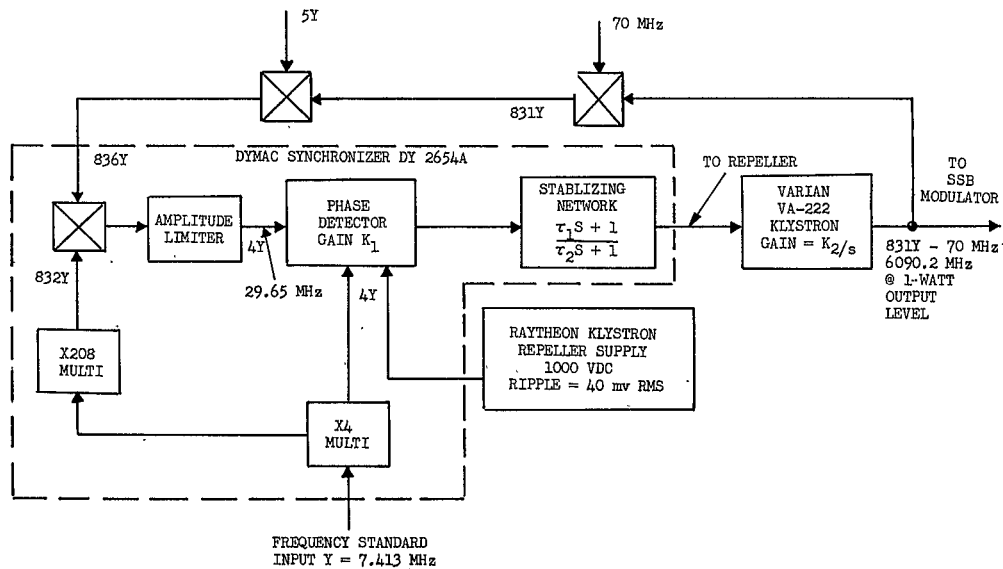 5Y
70 MHz
831Y
836Y
DYMAC SYNCHRONIZER DY 2654A
TO REPELLER
TO
SSB
MODULATOR
AMPLITUDE
LIMITER
PHASE
DETECTOR
GAIN K1
STABLIZING
NETWORK
τ1S + 1
τ2S + 1
VARIAN
VA-222
KLYSTRON
GAIN = K2/s
4Y
29.65 MHz
832Y
4Y
831Y - 70 MHz
6090.2 MHz
@ 1-WATT
OUTPUT
LEVEL
X208
MULTI
RAYTHEON KLYSTRON
REPELLER SUPPLY
1000 VDC
RIPPLE = 40 mv RMS
X4
MULTI
FREQUENCY STANDARD
INPUT Y = 7.413 MHz